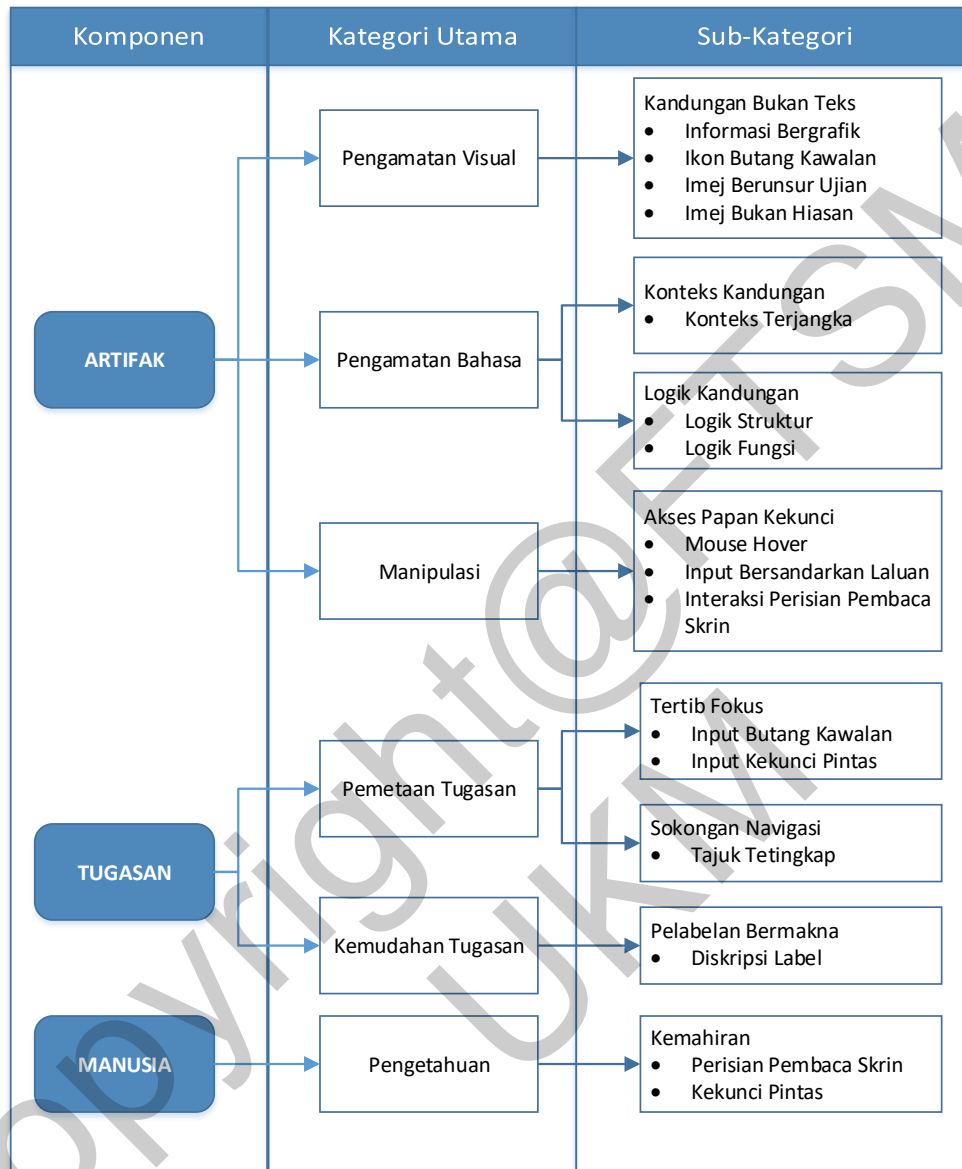 Komponen
Kategori Utama
Sub-Kategori
ARTIFAK
Pengamatan Visual
Kandungan Bukan Teks
• Informasi Bergrafik
• Ikon Butang Kawalan
• Imej Berunsur Ujian
• Imej Bukan Hiasan
Pengamatan Bahasa
Konteks Kandungan
• Konteks Terjangka
Logik Kandungan
• Logik Struktur
• Logik Fungsi
Manipulasi
Akses Papan Kekunci
• Mouse Hover
• Input Bersandarkan Laluan
• Interaksi Perisian Pembaca
Skrin
TUGASAN
Pemetaan Tugasan
Tertib Fokus
• Input Butang Kawalan
• Input Kekunci Pintas
Sokongan Navigasi
• Tajuk Tetingkap
Kemudahan Tugasan
Pelabelan Bermakna
• Diskripsi Label
MANUSIA
Pengetahuan
Kemahiran
• Perisian Pembaca Skrin
• Kekunci Pintas
opyright@FTSM
UKM